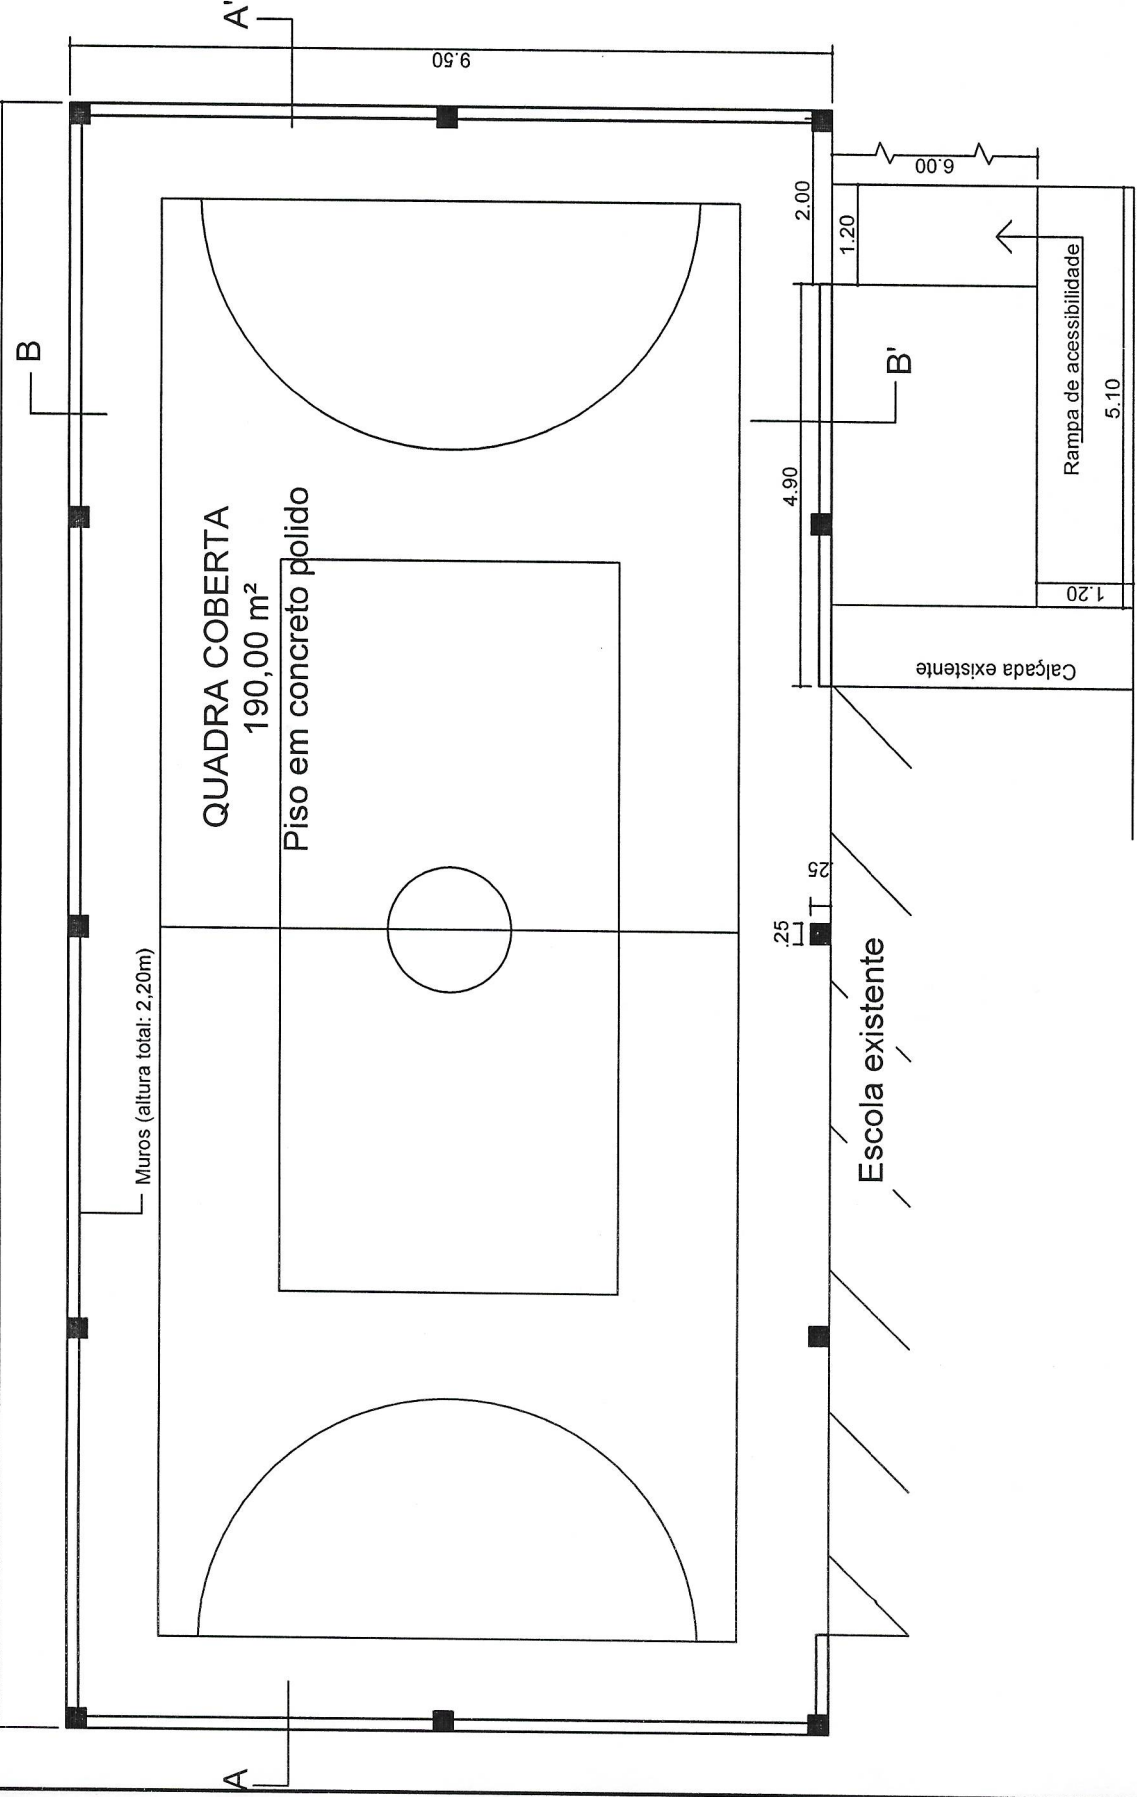 A'
9.50
B
QUADRA COBERTA
190,00 m²
Piso em concreto polido
2.00
1.20
6.00
4.90
B'
Rampa de acessibilidade
5.10
1.20
Calçada existente
Muros (altura total: 2,20m)
.25
.25
Escola existente
A